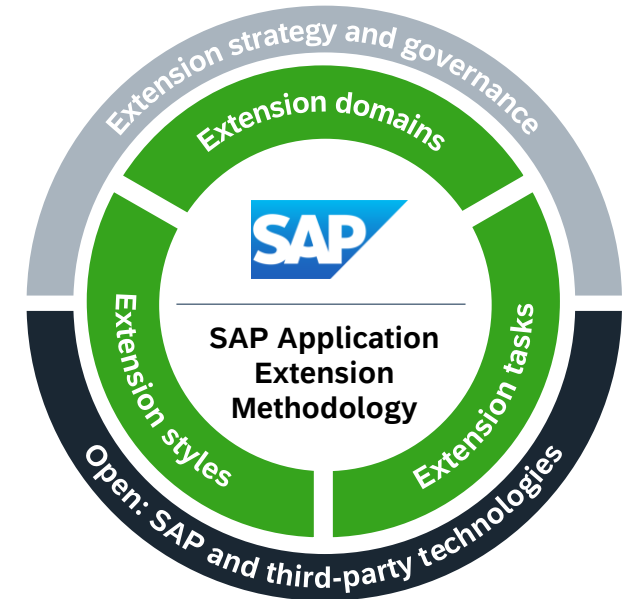 Extension strategy and governance
Extension domains
SAP
SAP Application
Extension
Methodology
Extension styles
Extension tasks
Open: SAP and third-party technologies